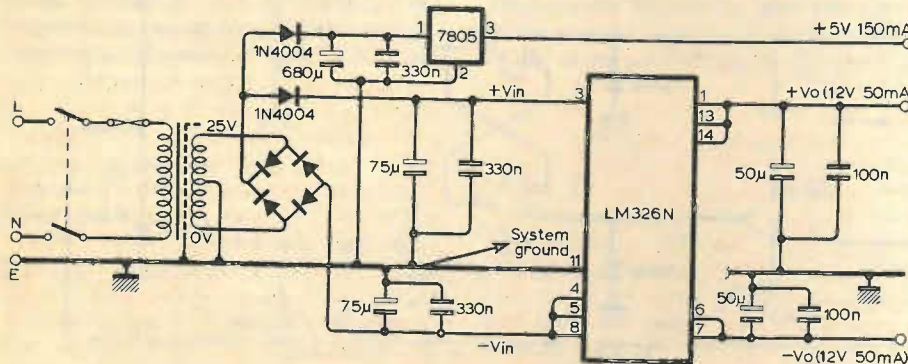 1
7805
3
+5V 150mA
1N4004
2
680µ
330n
+Vin
3
1
+Vo (12V 50mA)
1N4004
13
14
L
25V
75µ
330n
50µ
100n
LM326N
N
0V
System
ground
E
11
75µ
330n
4
5
8
50µ
100n
6
7
-Vin
-Vo (12V 50mA)